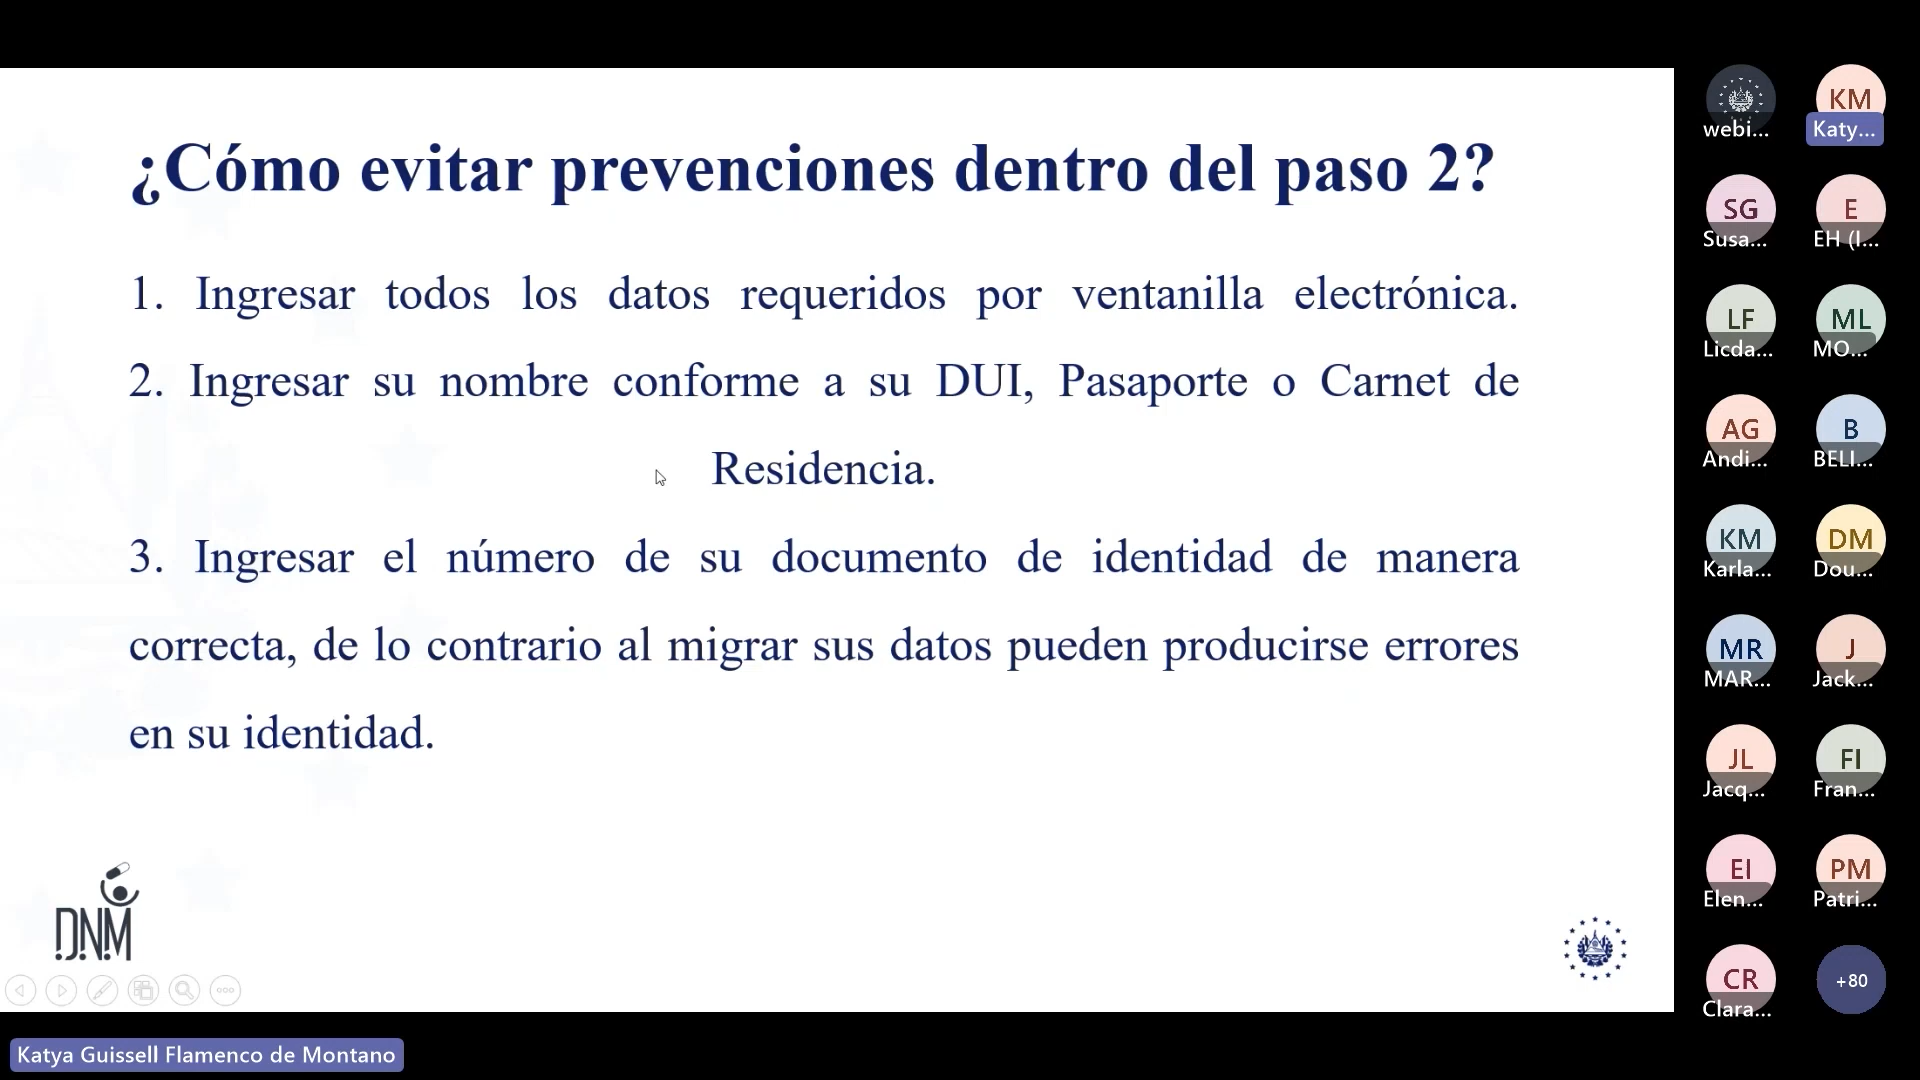 ¿Cómo evitar prevenciones dentro del paso 2?
1. Ingresar todos los datos requeridos por ventanilla electrónica.
2. Ingresar su nombre conforme a su DUI, Pasaporte o Carnet de
Residencia.
3. Ingresar el número de su documento de identidad de manera
correcta, de lo contrario al migrar sus datos pueden producirse errores
en su identidad.
DNM
Katya Guissell Flamenco de Montano
webi...
KM
Katy...
SG
Susa...
E
EH (I...
LF
Licda...
ML
MO...
AG
Andi...
B
BELI...
KM
Karla...
DM
Dou...
MR
MAR...
J
Jack...
JL
Jacq...
FI
Fran...
EI
Elen...
PM
Patri...
CR
Clara...
+80